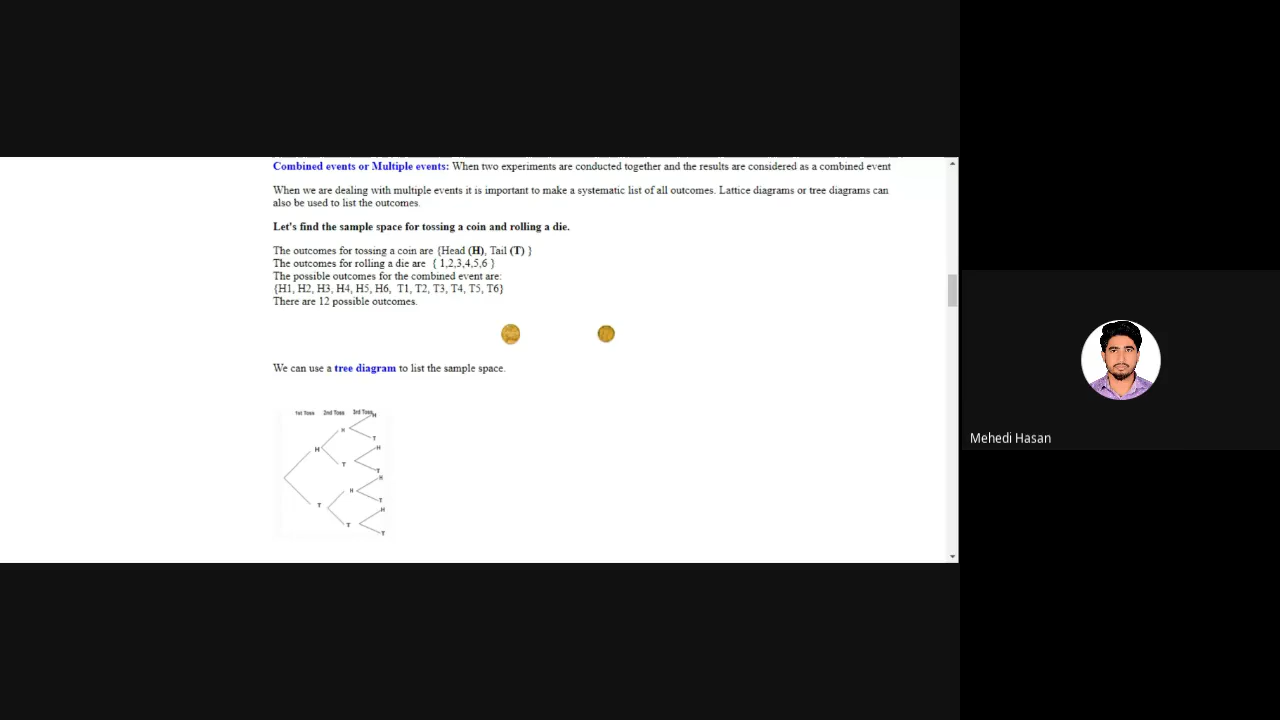 Combined events or Multiple events: When two experiments are conducted together and the results are considered as a combined event
When we are dealing with multiple events it is important to make a systematic list of all outcomes. Lattice diagrams or tree diagrams can
also be used to list the outcomes.
Let's find the sample space for tossing a coin and rolling a die.
The outcomes for tossing a coin are {Head (H), Tail (T) }
The outcomes for rolling a die are { 1,2,3,4,5,6 }
The possible outcomes for the combined event are:
{H1, H2, H3, H4, H5, H6, T1, T2, T3, T4, T5, T6}
There are 12 possible outcomes.
We can use a tree diagram to list the sample space.
1st Toss 2nd Toss 3rd Toss
H
H
T
H
H
T
T
H
H
T
T
H
T
T
Mehedi Hasan